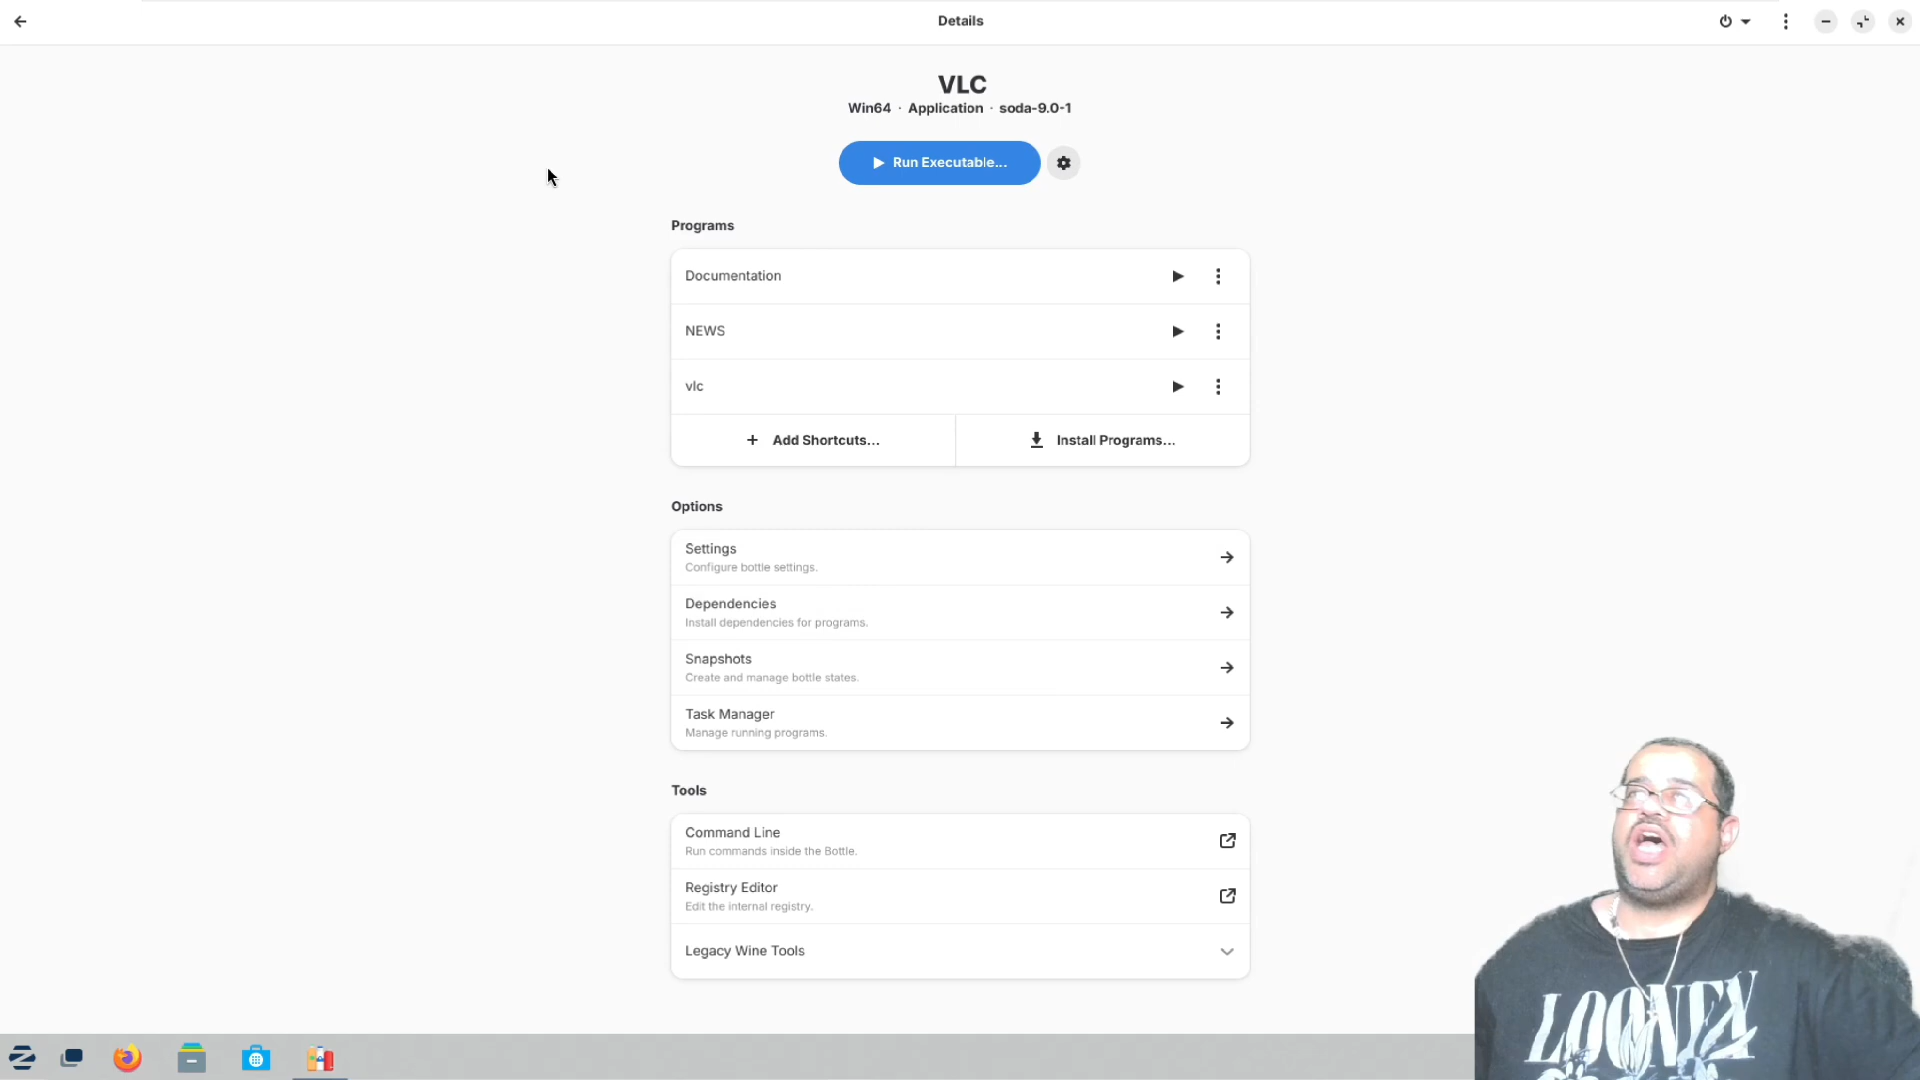 Details
VLC
Win64 · Application · soda-9.0-1
Run Executable...
Programs
Documentation
NEWS
vlc
Add Shortcuts...
Install Programs...
Options
Settings
Configure bottle settings.
Dependencies
Install dependencies for programs.
Snapshots
Create and manage bottle states.
Task Manager
Manage running programs.
Tools
Command Line
Run commands inside the Bottle.
Registry Editor
Edit the internal registry.
Legacy Wine Tools